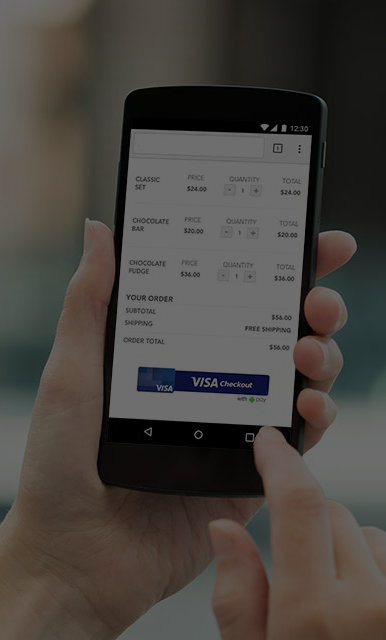 12:30
1
CLASSIC SET PRICE $24.00 QUANTITY - 1 + TOTAL $24.00
CHOCOLATE BAR PRICE $20.00 QUANTITY - 1 + TOTAL $20.00
CHOCOLATE FUDGE PRICE $36.00 QUANTITY - 1 + TOTAL $36.00
YOUR ORDER
SUBTOTAL $56.00
SHIPPING FREE SHIPPING
ORDER TOTAL $56.00
VISA VISA Checkout
with pay